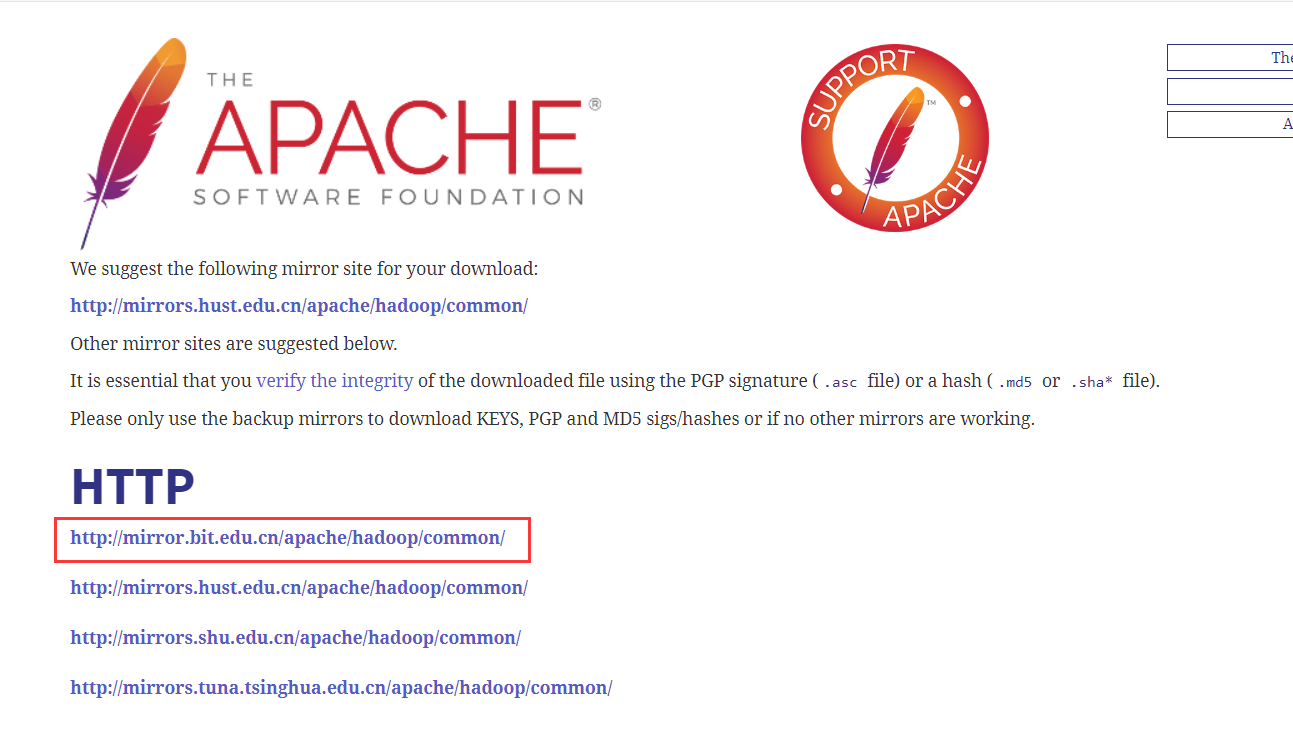 THE
APACHE®
SOFTWARE FOUNDATION
SUPPORT
APACHE
TM
The
A
We suggest the following mirror site for your download:
http://mirrors.hust.edu.cn/apache/hadoop/common/
Other mirror sites are suggested below.
It is essential that you verify the integrity of the downloaded file using the PGP signature ( .asc file) or a hash ( .md5 or .sha* file).
Please only use the backup mirrors to download KEYS, PGP and MD5 sigs/hashes or if no other mirrors are working.
HTTP
http://mirror.bit.edu.cn/apache/hadoop/common/
http://mirrors.hust.edu.cn/apache/hadoop/common/
http://mirrors.shu.edu.cn/apache/hadoop/common/
http://mirrors.tuna.tsinghua.edu.cn/apache/hadoop/common/